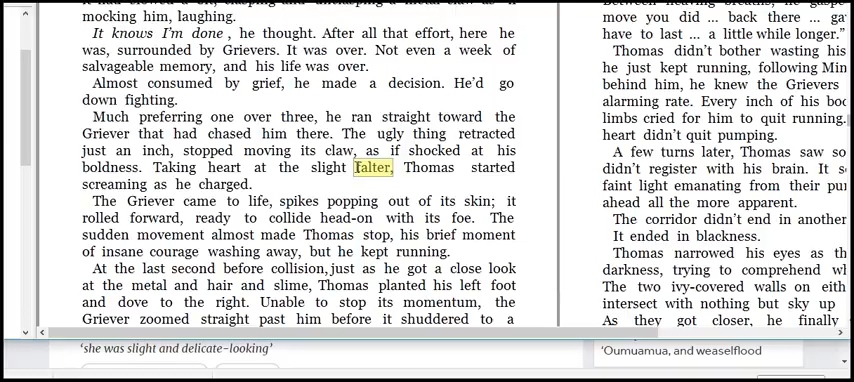 mocking him, laughing.
It knows I'm done , he thought. After all that effort, here he
was, surrounded by Grievers. It was over. Not even a week of
salvageable memory, and his life was over.
Almost consumed by grief, he made a decision. He'd go
down fighting.
Much preferring one over three, he ran straight toward the
Griever that had chased him there. The ugly thing retracted
just an inch, stopped moving its claw, as if shocked at his
boldness. Taking heart at the slight falter, Thomas started
screaming as he charged.
The Griever came to life, spikes popping out of its skin; it
rolled forward, ready to collide head-on with its foe. The
sudden movement almost made Thomas stop, his brief moment
of insane courage washing away, but he kept running.
At the last second before collision, just as he got a close look
at the metal and hair and slime, Thomas planted his left foot
and dove to the right. Unable to stop its momentum, the
Griever zoomed straight past him before it shuddered to a
move you did ... back there ... ga
have to last ... a little while longer."
Thomas didn't bother wasting his
he just kept running, following Min
behind him, he knew the Grievers
alarming rate. Every inch of his boo
limbs cried for him to quit running.
heart didn't quit pumping.
A few turns later, Thomas saw so
didn't register with his brain. It s
faint light emanating from their pu
ahead all the more apparent.
The corridor didn't end in another
It ended in blackness.
Thomas narrowed his eyes as th
darkness, trying to comprehend wh
The two ivy-covered walls on eith
intersect with nothing but sky up
As they got closer, he finally
'she was slight and delicate-looking'
'Oumuamua, and weaselflood